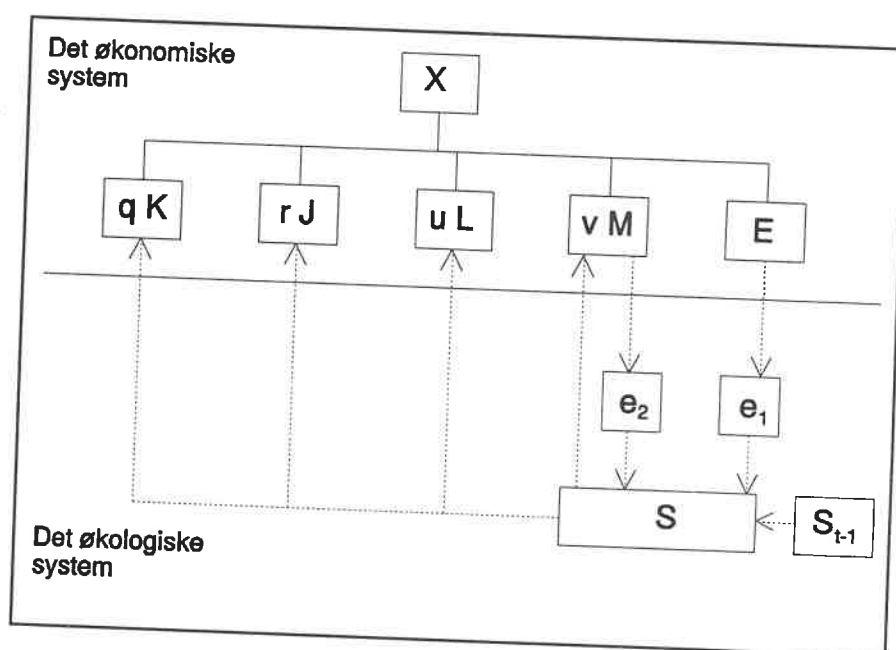 Det økonomiske
system
X
q K
r J
u L
v M
E
e₂
e₁
S
Sₜ₋₁
Det økologiske
system